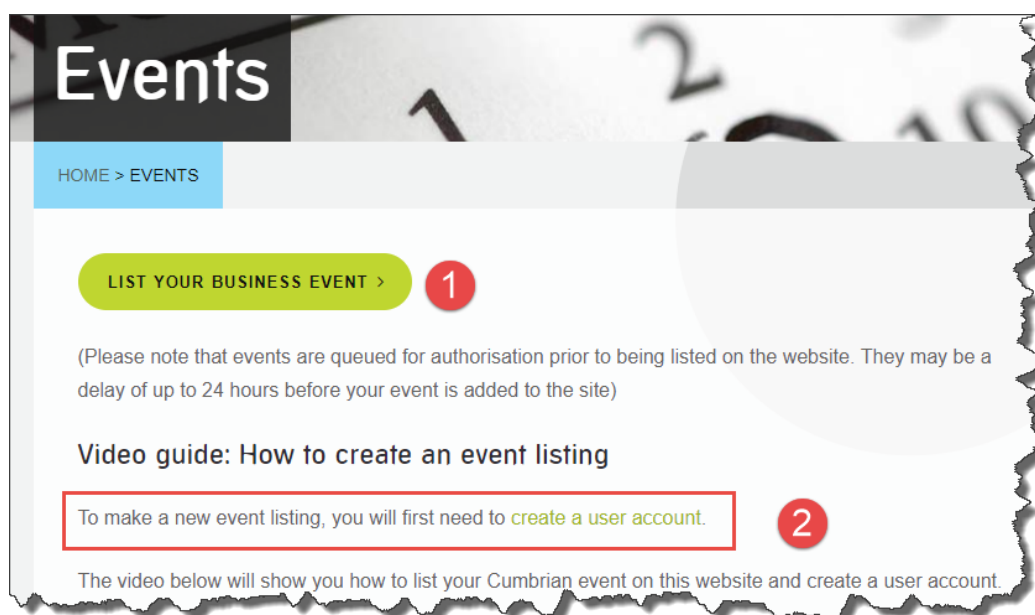 Events
1
2
10
HOME > EVENTS
LIST YOUR BUSINESS EVENT >
1
(Please note that events are queued for authorisation prior to being listed on the website. They may be a
delay of up to 24 hours before your event is added to the site)
Video guide: How to create an event listing
To make a new event listing, you will first need to create a user account.
2
The video below will show you how to list your Cumbrian event on this website and create a user account.